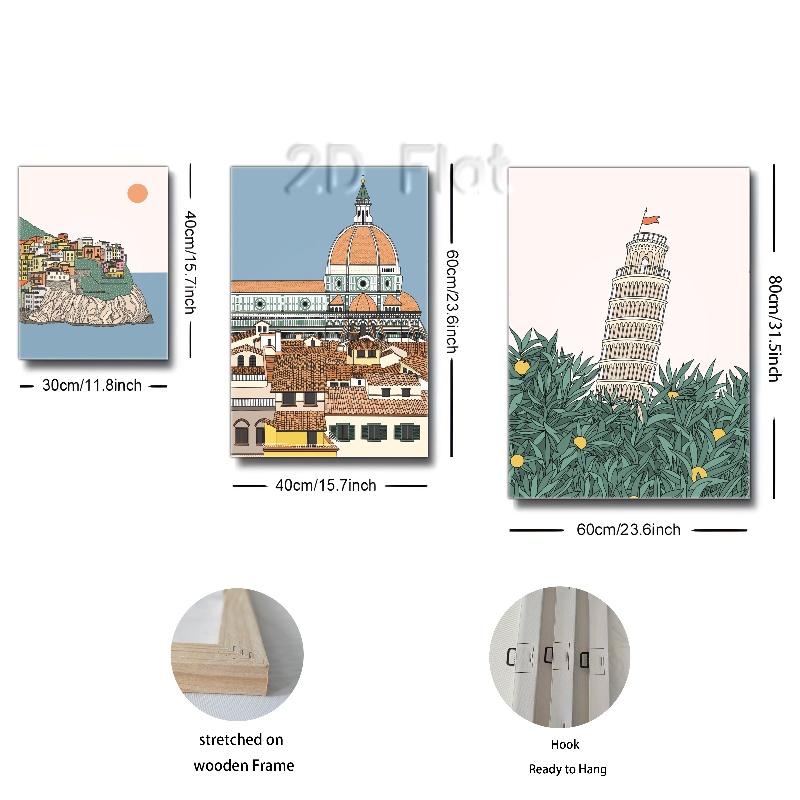 2D Flat
40cm/15.7inch
30cm/11.8inch
60cm/23.6inch
40cm/15.7inch
80cm/31.5inch
60cm/23.6inch
stretched on
wooden Frame
Hook
Ready to Hang